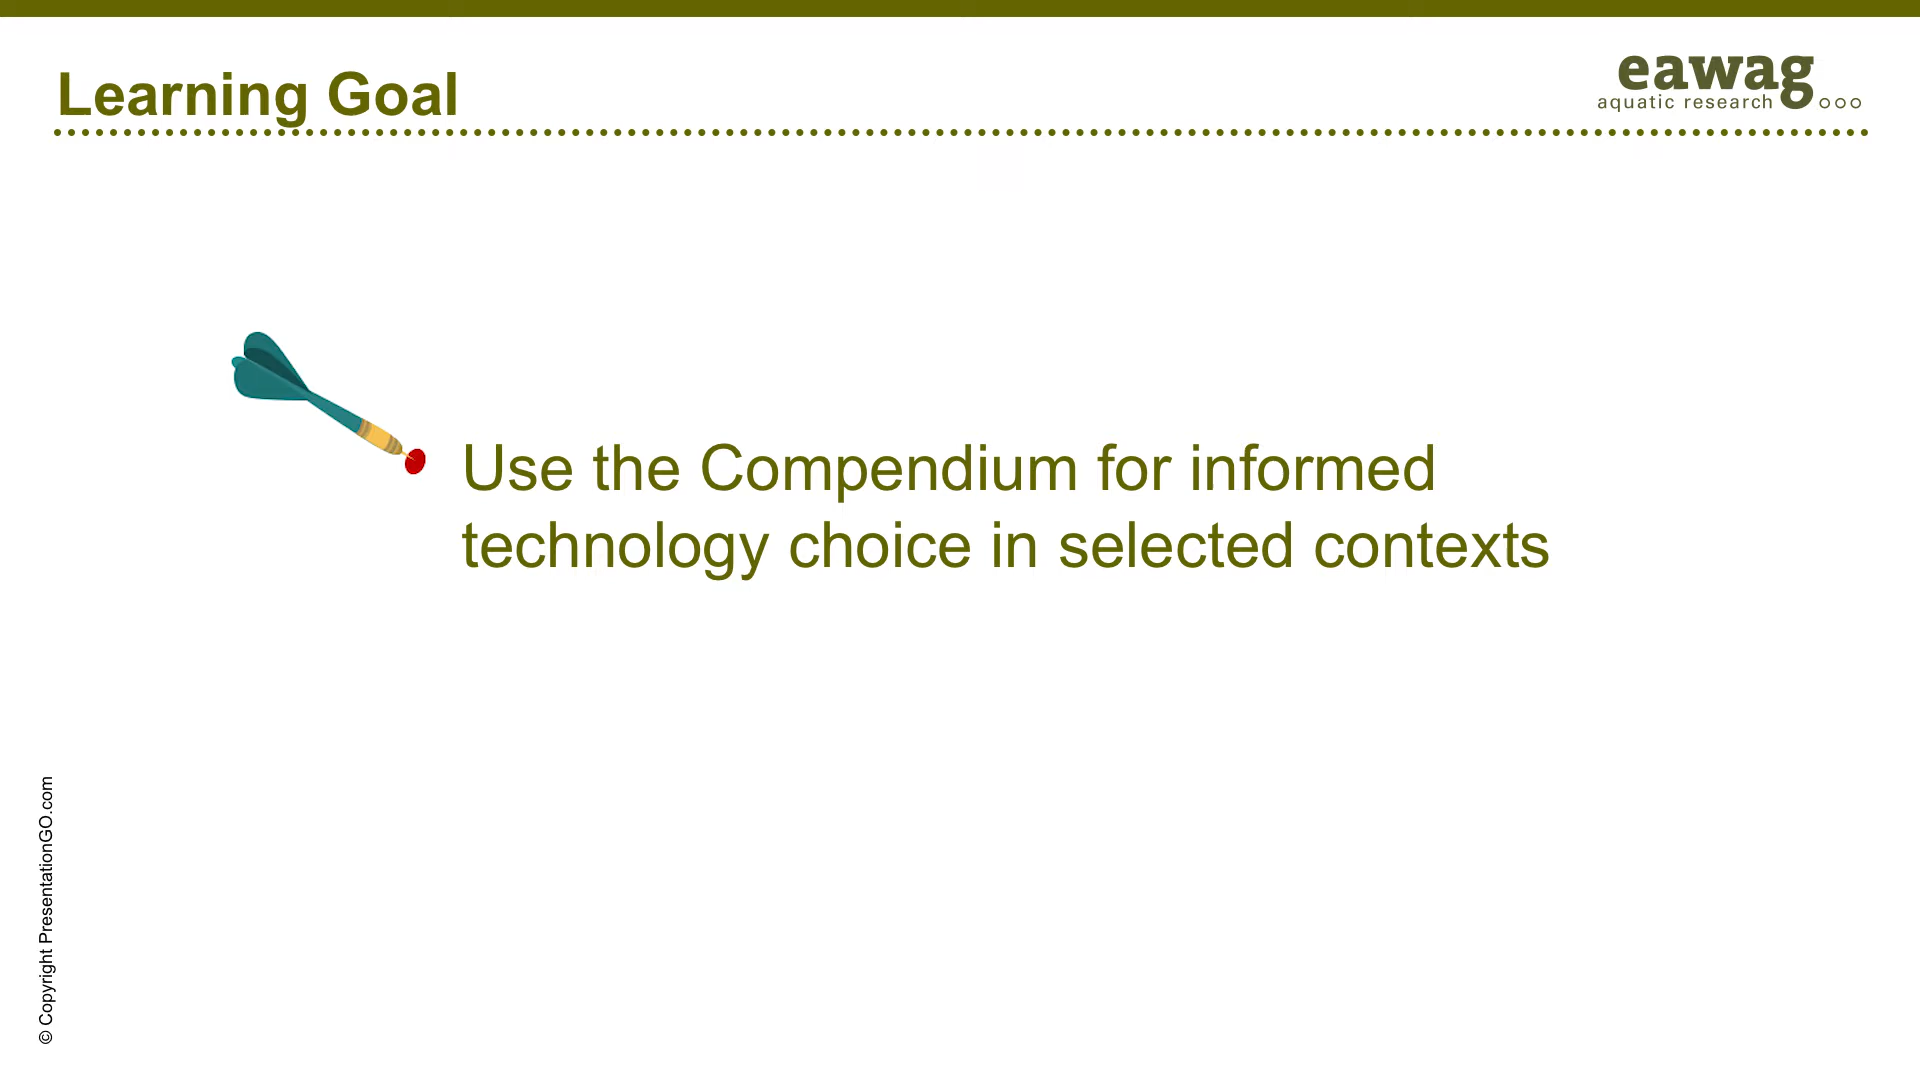 Learning Goal
eawag
aquatic research
Use the Compendium for informed
technology choice in selected contexts
© Copyright PresentationGO.com